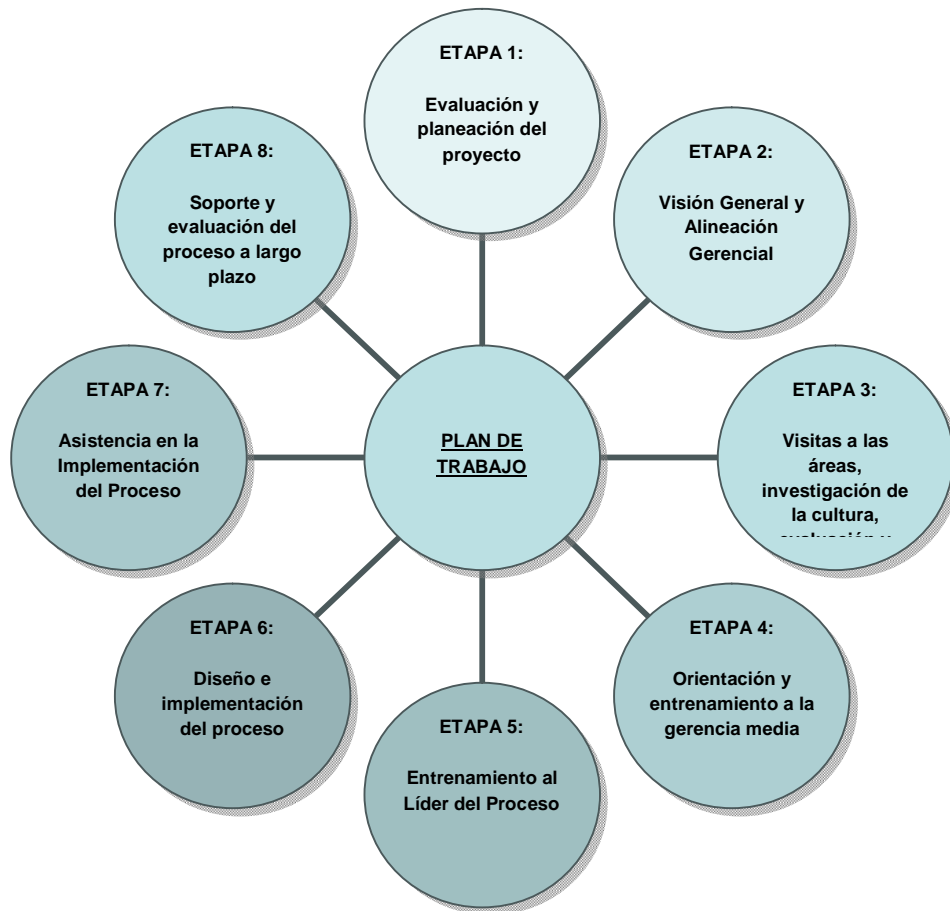 ETAPA 1:
Evaluación y
planeación del
proyecto
ETAPA 2:
Visión General y
Alineación
Gerencial
ETAPA 3:
Visitas a las
áreas,
investigación de
la cultura,
evaluación y
ETAPA 4:
Orientación y
entrenamiento a la
gerencia media
ETAPA 5:
Entrenamiento al
Líder del Proceso
ETAPA 6:
Diseño e
implementación
del proceso
ETAPA 7:
Asistencia en la
Implementación
del Proceso
ETAPA 8:
Soporte y
evaluación del
proceso a largo
plazo
PLAN DE
TRABAJO